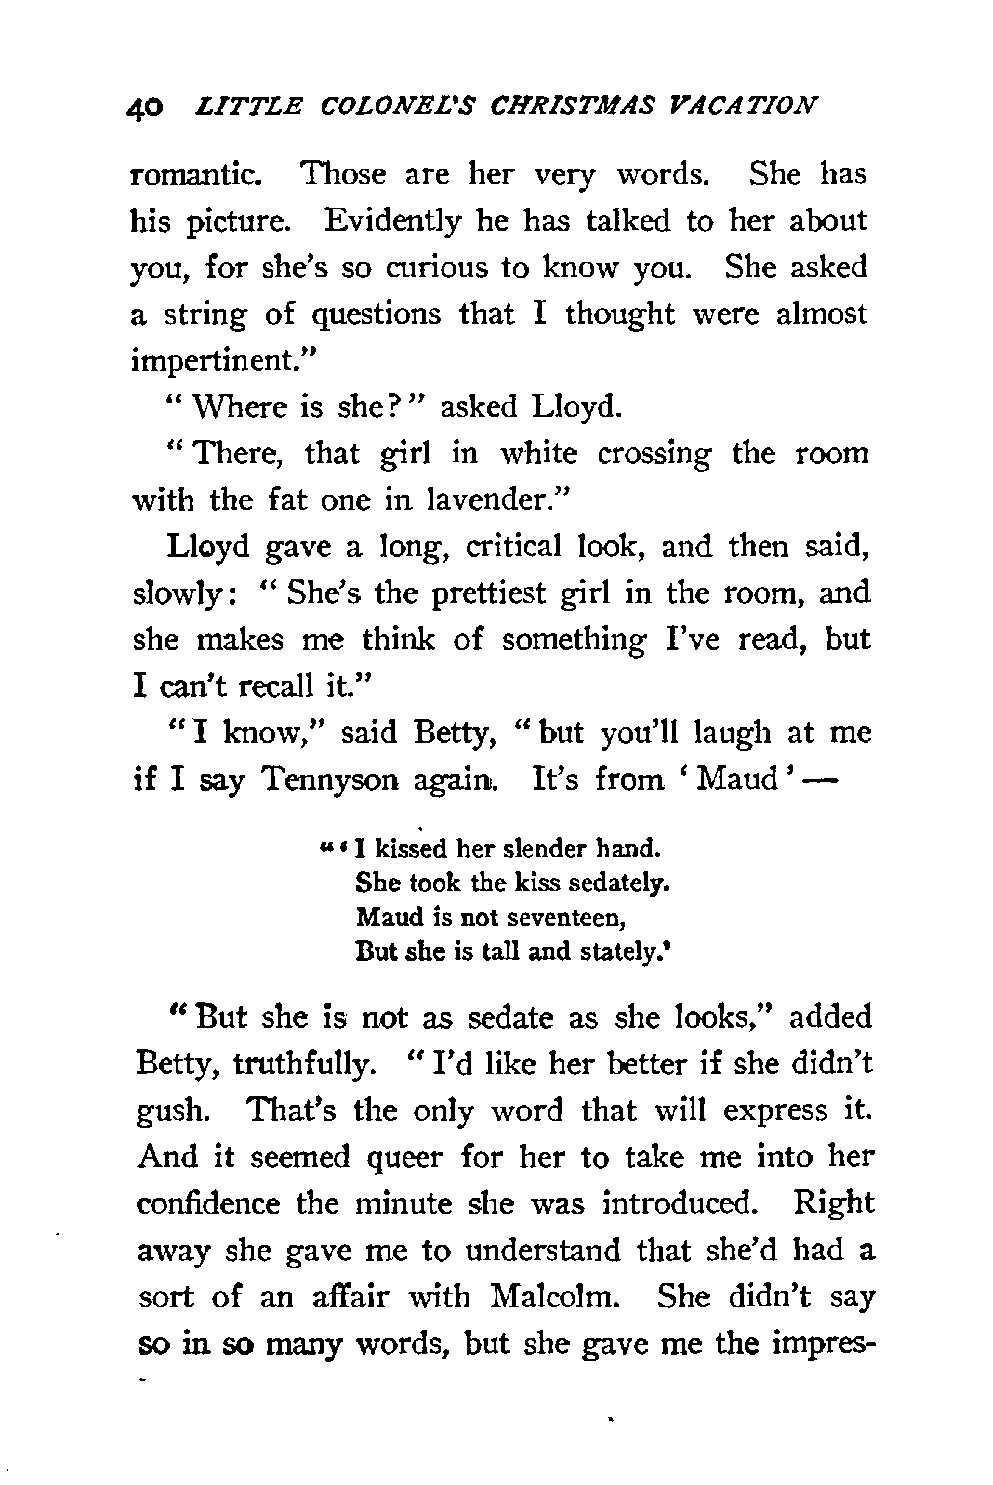 40 LITTLE COLONEL'S CHRISTMAS VACATION
romantic. Those are her very words. She has
his picture. Evidently he has talked to her about
you, for she's so curious to know you. She asked
a string of questions that I thought were almost
impertinent."
"Where is she?" asked Lloyd.
"There, that girl in white crossing the room
with the fat one in lavender."
Lloyd gave a long, critical look, and then said,
slowly: "She's the prettiest girl in the room, and
she makes me think of something I've read, but
I can't recall it."
"I know," said Betty, "but you'll laugh at me
if I say Tennyson again. It's from 'Maud'—
"'I kissed her slender hand.
She took the kiss sedately.
Maud is not seventeen,
But she is tall and stately.'
"But she is not as sedate as she looks," added
Betty, truthfully. "I'd like her better if she didn't
gush. That's the only word that will express it.
And it seemed queer for her to take me into her
confidence the minute she was introduced. Right
away she gave me to understand that she'd had a
sort of an affair with Malcolm. She didn't say
so in so many words, but she gave me the impres-